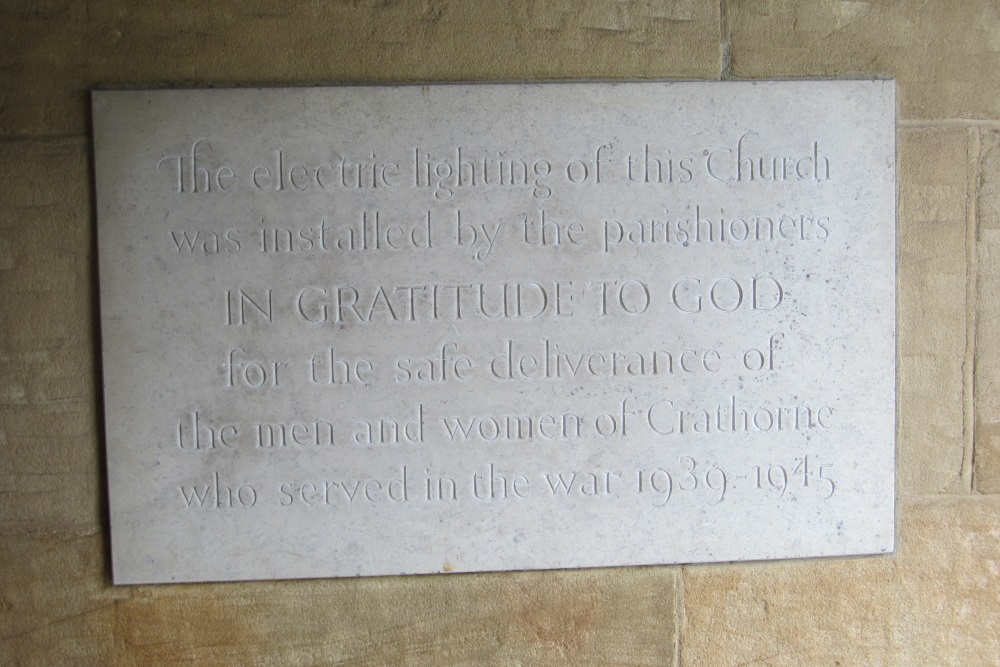 The electric lighting of this Church
was installed by the parishioners
IN GRATITUDE TO GOD
for the safe deliverance of
the men and women of Crathorne
who served in the war 1939-1945